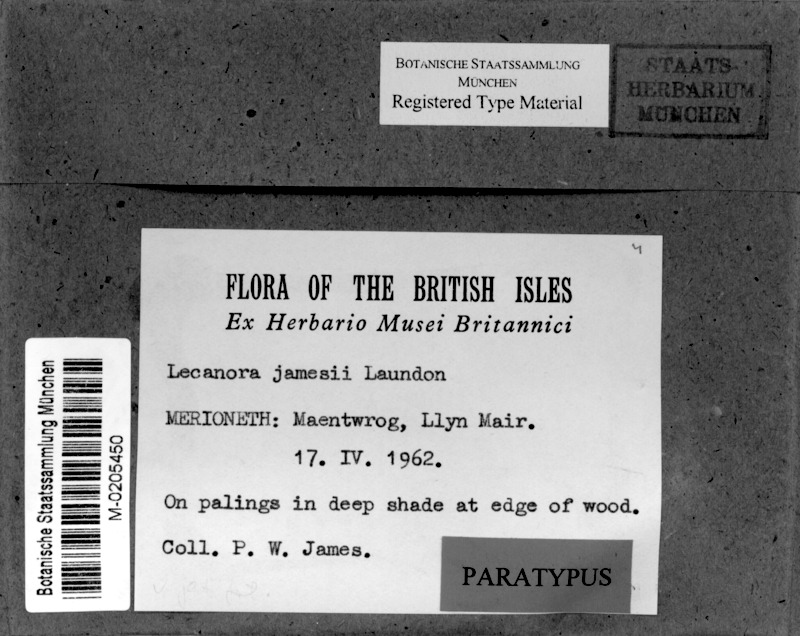 BOTANISCHE STAATSSAMMLUNG
MÜNCHEN
Registered Type Material
STAATS-
HERBARIUM
MÜNCHEN
FLORA OF THE BRITISH ISLES
Ex Herbario Musei Britannici
Lecanora jamesii Laundon
MERIONETH: Maentwrog, Llyn Mair.
17. IV. 1962.
On palings in deep shade at edge of wood.
Coll. P. W. James.
PARATYPUS
Botanische Staatssammlung München
M-0205450